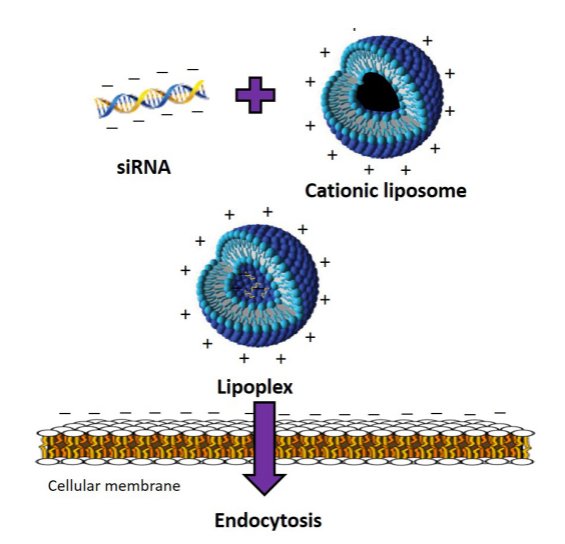 siRNA
Cationic liposome
Lipoplex
Cellular membrane
Endocytosis